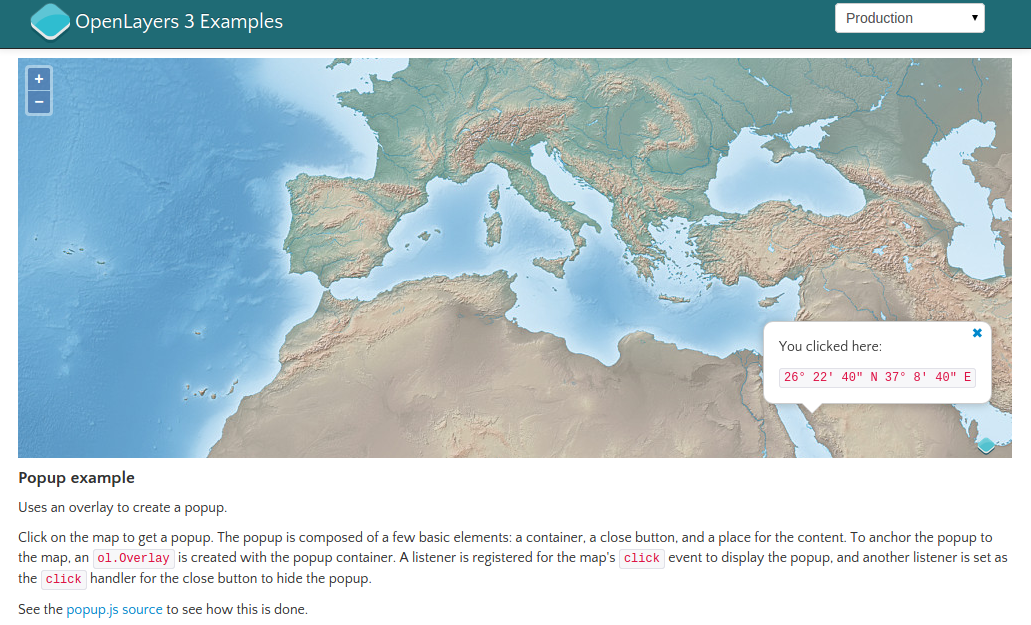 OpenLayers 3 Examples
Production
+
−
You clicked here:
26° 22' 40" N 37° 8' 40" E
Popup example
Uses an overlay to create a popup.
Click on the map to get a popup. The popup is composed of a few basic elements: a container, a close button, and a place for the content. To anchor the popup to
the map, an ol.Overlay is created with the popup container. A listener is registered for the map's click event to display the popup, and another listener is set as
the click handler for the close button to hide the popup.
See the popup.js source to see how this is done.